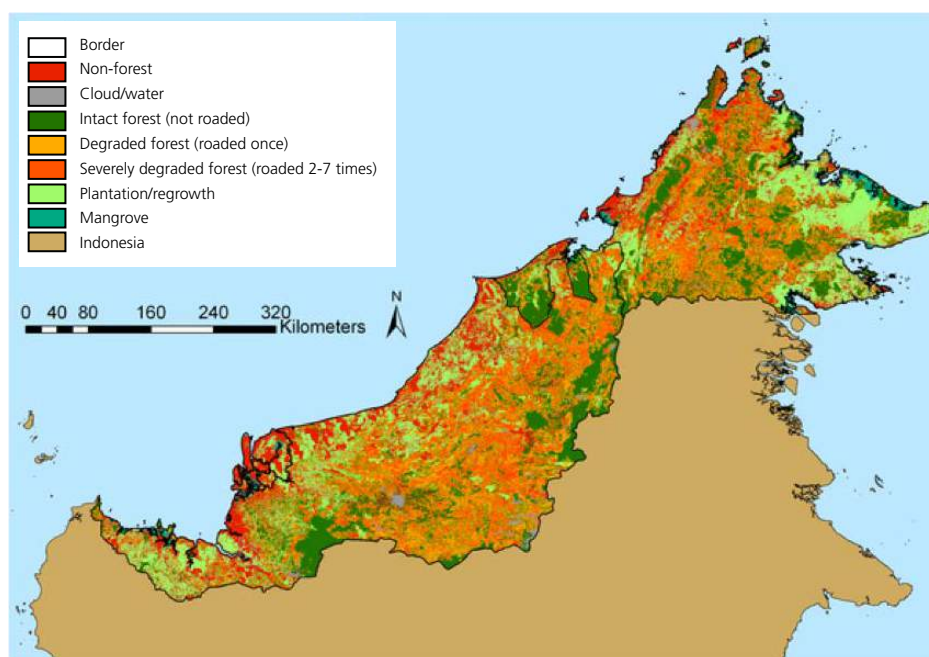 Border
Non-forest
Cloud/water
Intact forest (not roaded)
Degraded forest (roaded once)
Severely degraded forest (roaded 2-7 times)
Plantation/regrowth
Mangrove
Indonesia
N
0 40 80 160 240 320
Kilometers